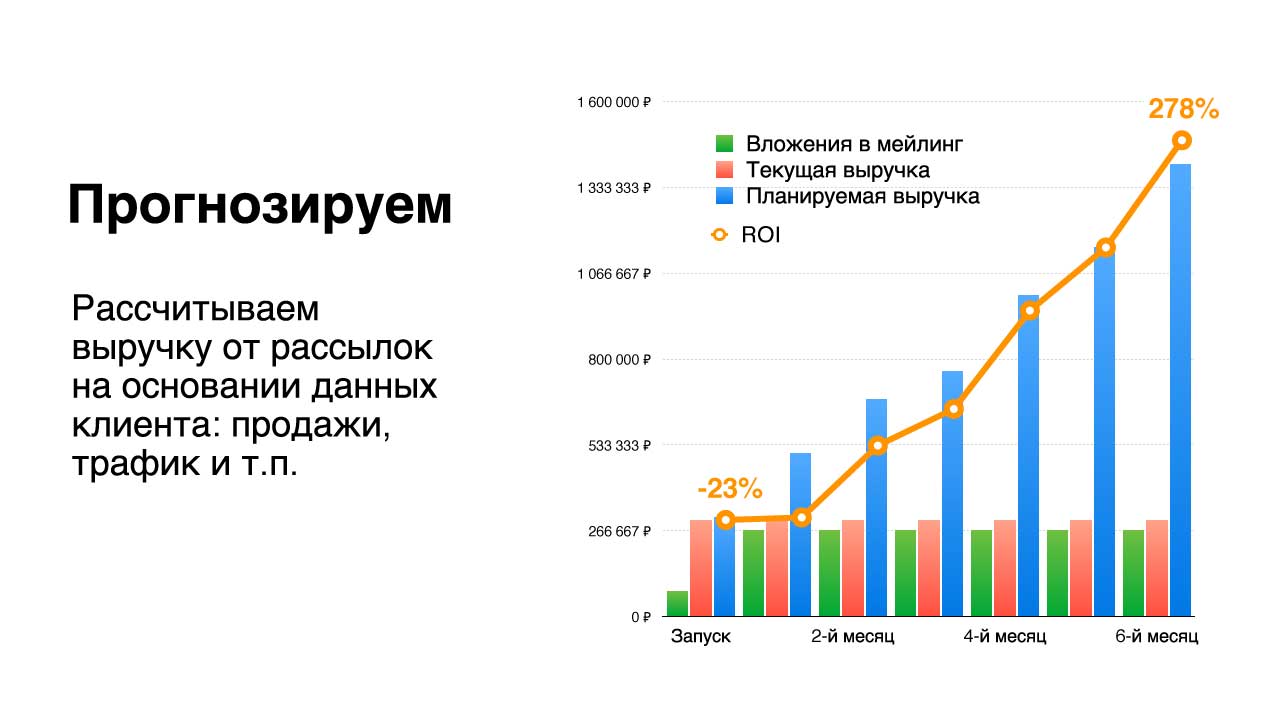 Прогнозируем
Рассчитываем
выручку от рассылок
на основании данных
клиента: продажи,
трафик и т.п.
1 600 000 ₽
1 333 333 ₽
1 066 667 ₽
800 000 ₽
533 333 ₽
266 667 ₽
0 ₽
Вложения в мейлинг
Текущая выручка
Планируемая выручка
ROI
-23%
278%
Запуск
2-й месяц
4-й месяц
6-й месяц